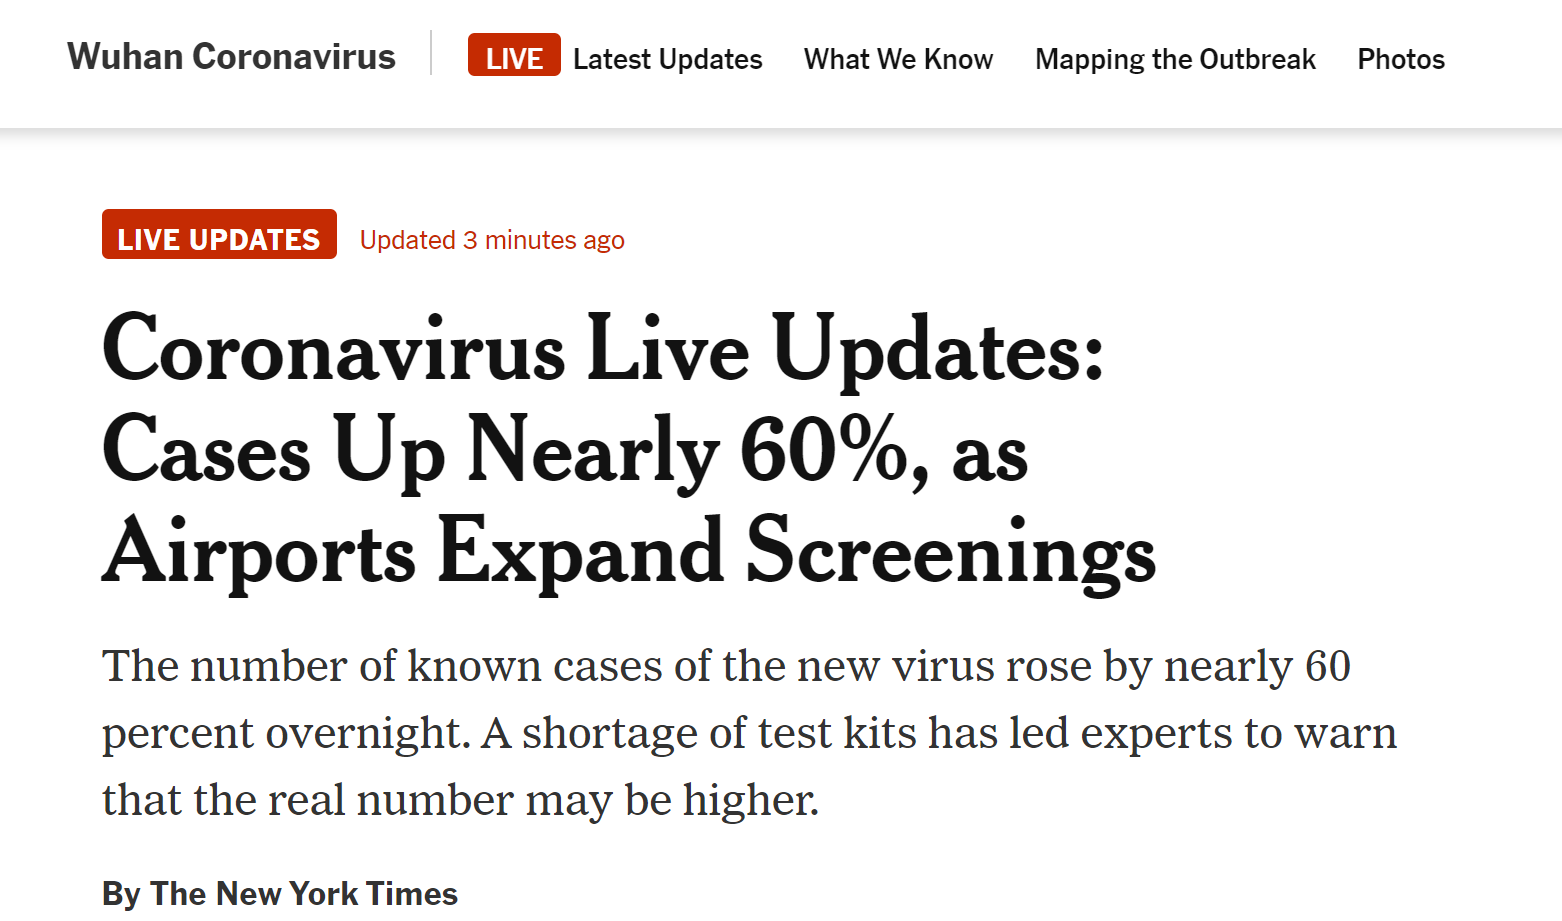 Wuhan Coronavirus LIVE Latest Updates What We Know Mapping the Outbreak Photos
LIVE UPDATES Updated 3 minutes ago
Coronavirus Live Updates:
Cases Up Nearly 60%, as
Airports Expand Screenings
The number of known cases of the new virus rose by nearly 60
percent overnight. A shortage of test kits has led experts to warn
that the real number may be higher.
By The New York Times